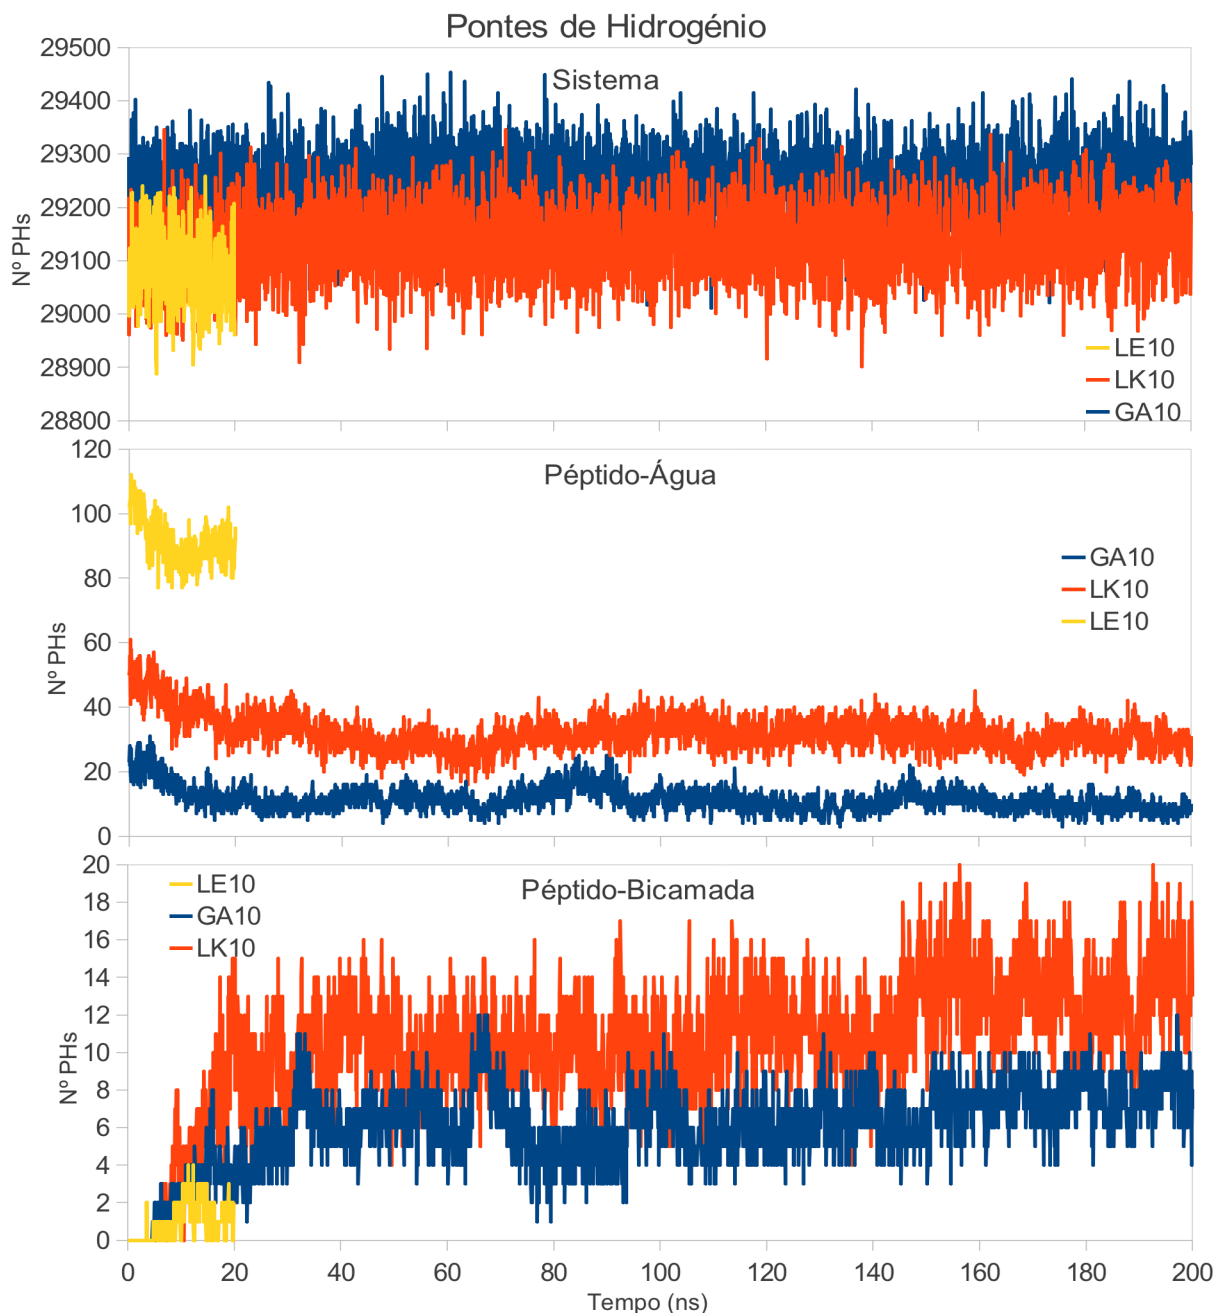 Pontes de Hidrogénio
29500
Sistema
29400
29300
29200
29100
29000
28900
28800
Nº PHs
LE10
LK10
GA10
120
Péptido-Água
100
80
60
40
20
0
Nº PHs
GA10
LK10
LE10
20
Péptido-Bicamada
18
16
14
12
10
8
6
4
2
0
Nº PHs
LE10
GA10
LK10
0 20 40 60 80 100 120 140 160 180 200
Tempo (ns)